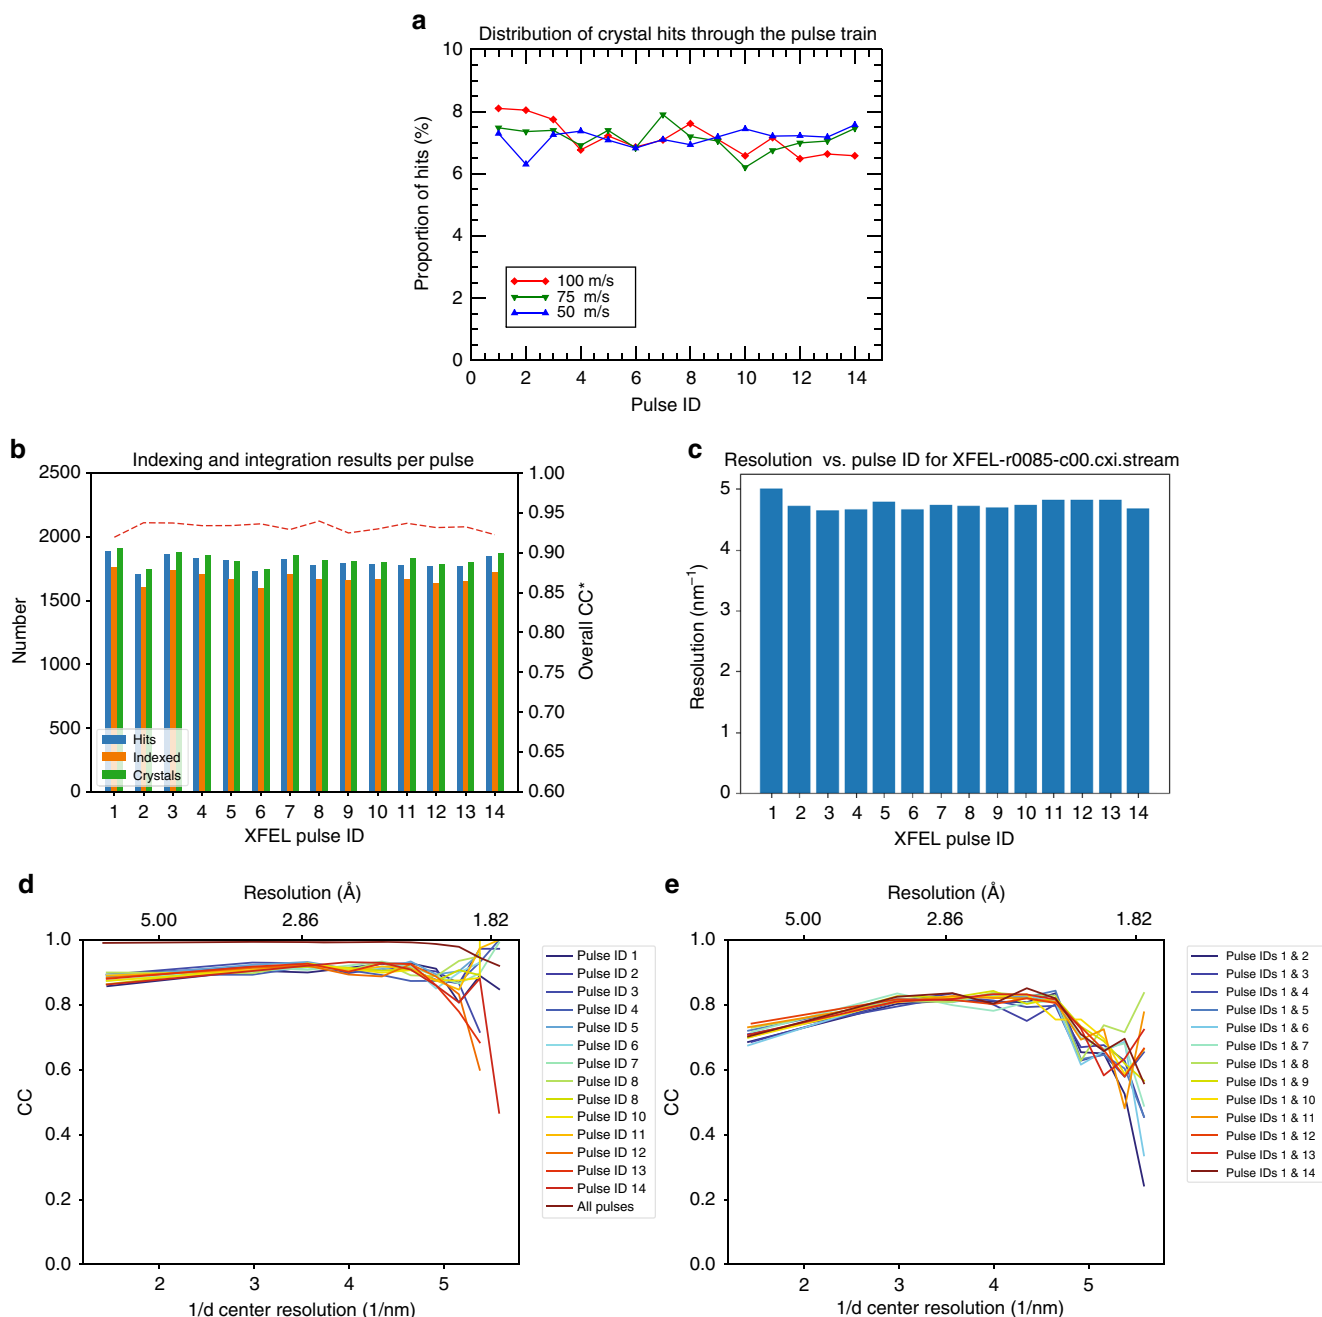 a
Distribution of crystal hits through the pulse train
10
8
6
4
2
0
Proportion of hits (%)
100 m/s
75 m/s
50 m/s
0 2 4 6 8 10 12 14
Pulse ID
b
Indexing and integration results per pulse
2500
2000
1500
1000
500
0
Number
1.00
0.95
0.90
0.85
0.80
0.75
0.70
0.65
0.60
Overall CC*
Hits
Indexed
Crystals
1 2 3 4 5 6 7 8 9 10 11 12 13 14
XFEL pulse ID
c
Resolution vs. pulse ID for XFEL-r0085-c00.cxi.stream
5
4
3
2
1
0
Resolution (nm⁻¹)
1 2 3 4 5 6 7 8 9 10 11 12 13 14
XFEL pulse ID
d
Resolution (Å)
5.00 2.86 1.82
1.0
0.8
0.6
0.4
0.2
0.0
CC
2 3 4 5
1/d center resolution (1/nm)
Pulse ID 1
Pulse ID 2
Pulse ID 3
Pulse ID 4
Pulse ID 5
Pulse ID 6
Pulse ID 7
Pulse ID 8
Pulse ID 8
Pulse ID 10
Pulse ID 11
Pulse ID 12
Pulse ID 13
Pulse ID 14
All pulses
e
Resolution (Å)
5.00 2.86 1.82
1.0
0.8
0.6
0.4
0.2
0.0
CC
2 3 4 5
1/d center resolution (1/nm)
Pulse IDs 1 & 2
Pulse IDs 1 & 3
Pulse IDs 1 & 4
Pulse IDs 1 & 5
Pulse IDs 1 & 6
Pulse IDs 1 & 7
Pulse IDs 1 & 8
Pulse IDs 1 & 9
Pulse IDs 1 & 10
Pulse IDs 1 & 11
Pulse IDs 1 & 12
Pulse IDs 1 & 13
Pulse IDs 1 & 14